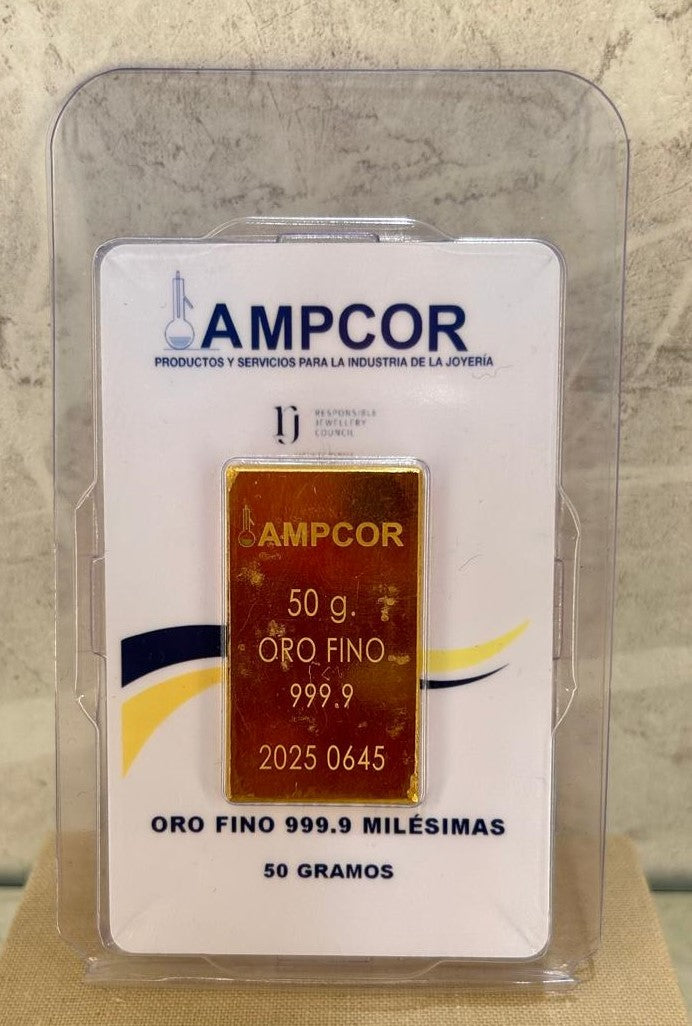 AMPCOR
PRODUCTOS Y SERVICIOS PARA LA INDUSTRIA DE LA JOYERÍA
rj
RESPONSIBLE
JEWELLERY
COUNCIL
AMPCOR
50 g.
ORO FINO
999.9
2025 0645
ORO FINO 999.9 MILÉSIMAS
50 GRAMOS